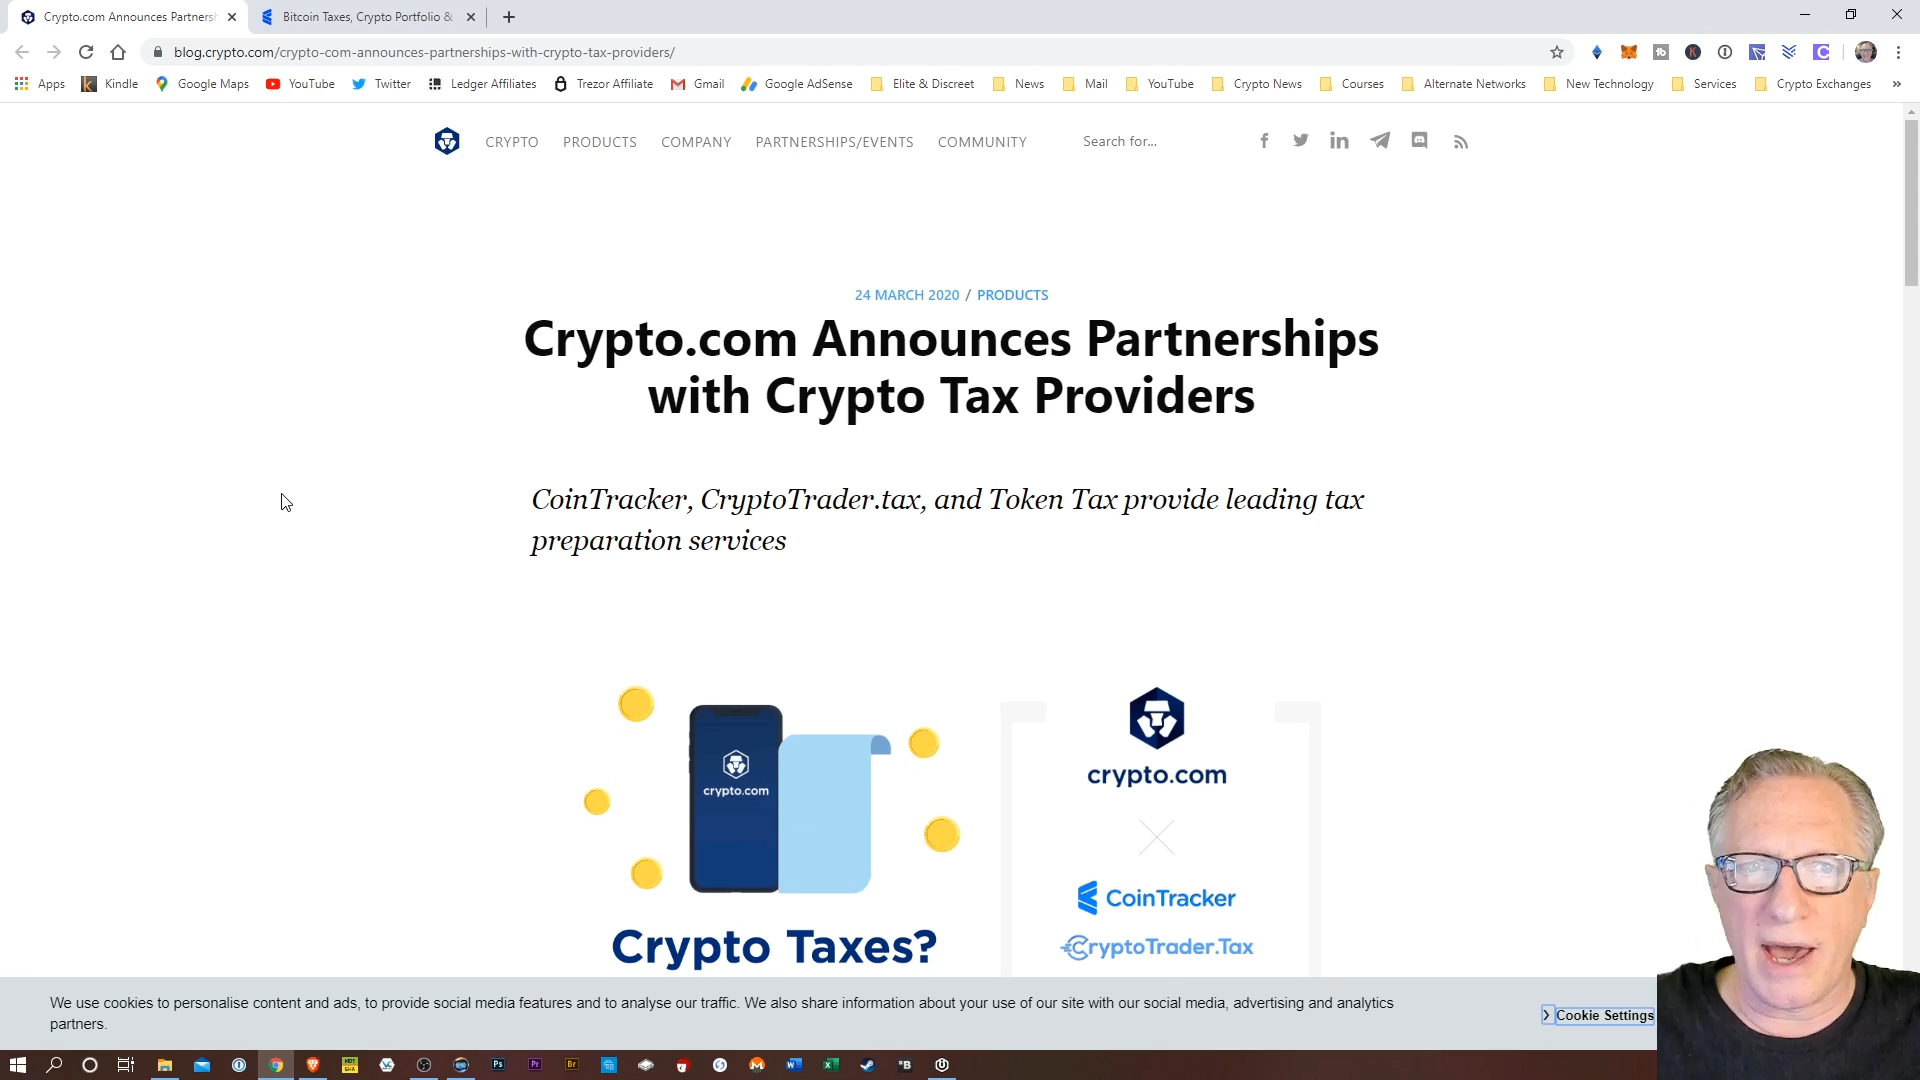 Crypto.com Announces Partnersh
Bitcoin Taxes, Crypto Portfolio &
blog.crypto.com/crypto-com-announces-partnerships-with-crypto-tax-providers/
Apps Kindle Google Maps YouTube Twitter Ledger Affiliates Trezor Affiliate Gmail Google AdSense Elite & Discreet News Mail YouTube Crypto News Courses Alternate Networks New Technology Services Crypto Exchanges »
CRYPTO PRODUCTS COMPANY PARTNERSHIPS/EVENTS COMMUNITY Search for...
24 MARCH 2020 / PRODUCTS
Crypto.com Announces Partnerships
with Crypto Tax Providers
CoinTracker, CryptoTrader.tax, and Token Tax provide leading tax
preparation services
crypto.com
Crypto Taxes?
crypto.com
CoinTracker
CryptoTrader.Tax
We use cookies to personalise content and ads, to provide social media features and to analyse our traffic. We also share information about your use of our site with our social media, advertising and analytics
partners.
Cookie Settings